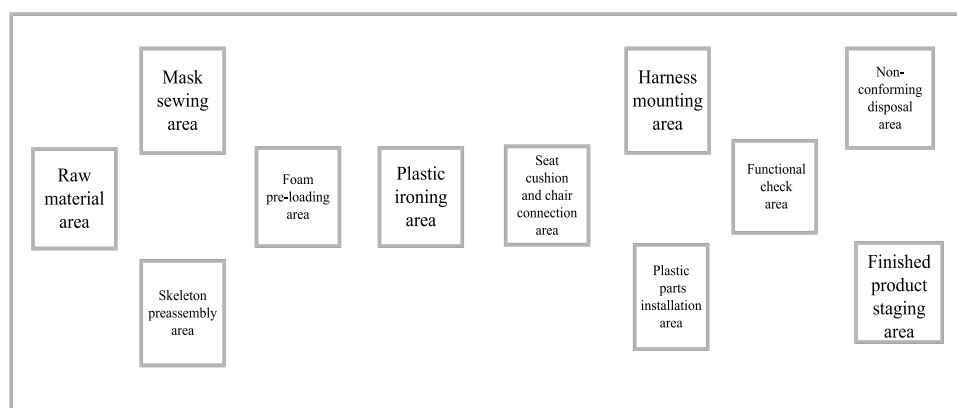 Mask
sewing
area
Harness
mounting
area
Non-
conforming
disposal
area
Raw
material
area
Foam
pre-loading
area
Plastic
ironing
area
Seat
cushion
and chair
connection
area
Functional
check
area
Skeleton
preassembly
area
Plastic
parts
installation
area
Finished
product
staging
area